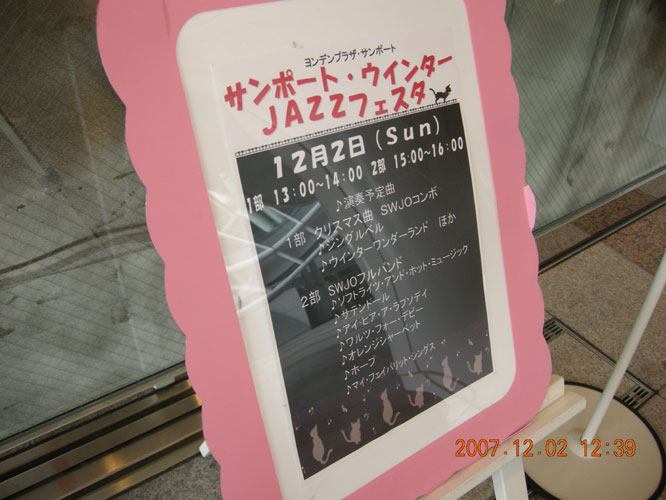 ヨンデンプラザ・サンポート
サンポート・ウインター
JAZZフェスタ
12月2日(Sun)
1部 13:00~14:00 2部 15:00~16:00
♪演奏予定曲
1部 クリスマス曲 SWJOコンボ
♪ジングルベル
♪ウインターワンダーランド ほか
2部 SWJOフルバンド
♪ソフトライツ・アンド・ホット・ミュージック
♪サテンドール
♪アイ・ヒア・ア・ラプソディ
♪ワルツ・フォー・デビー
♪オレンジシャーベット
♪ホープ
♪マイ・フェイバリット・シングス
2007.12.02 12:39